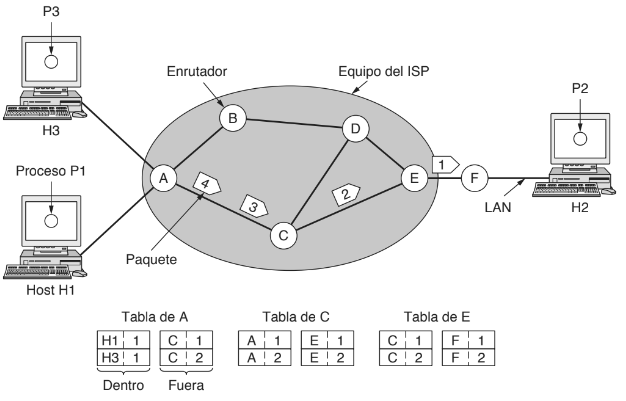 P3
Enrutador
Equipo del ISP
P2
B
D
H3
1
Proceso P1
A
4
E
F
3
2
LAN
H2
C
Paquete
Host H1
Tabla de A
Tabla de C
Tabla de E
H1 1 C 1 A 1 E 1 C 1 F 1
H3 1 C 2 A 2 E 2 C 2 F 2
Dentro Fuera